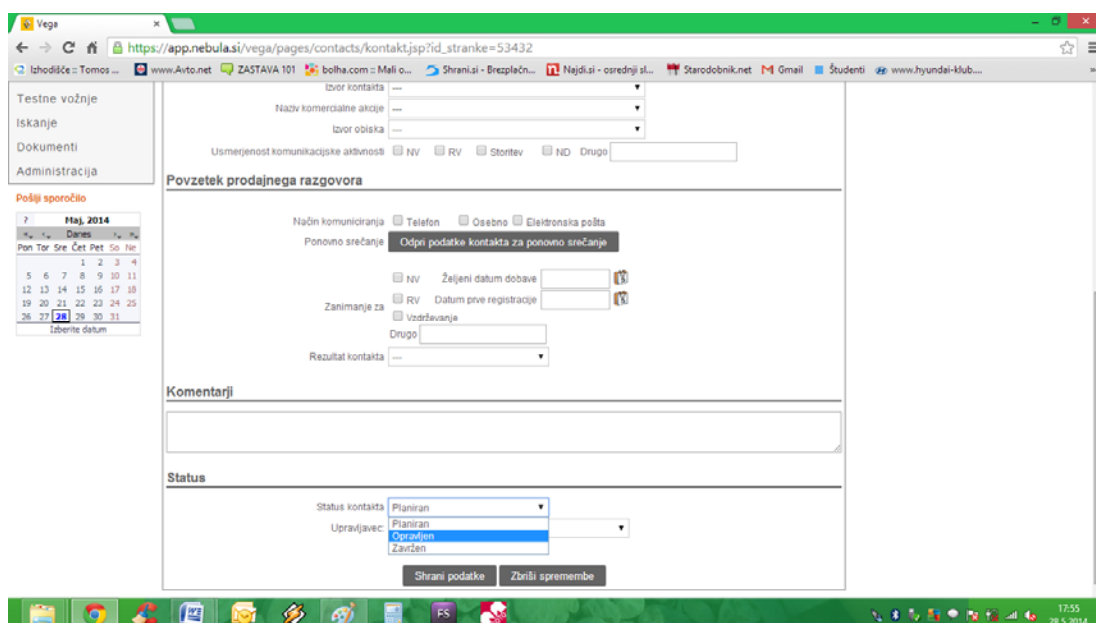 Vega
https://app.nebula.si/vega/pages/contacts/kontakt.jsp?id_stranke=53432
Izhodišče :: Tomos ... www.Avto.net ZASTAVA 101 bolha.com :: Mali o... Shrani.si - Brezplačn... Najdi.si - osrednji sl... Starodobnik.net Gmail Študenti www.hyundai-klub....
Testne vožnje
Iskanje
Dokumenti
Administracija
Pošlji sporočilo
? Maj, 2014
Danes
Pon Tor Sre Čet Pet So Ne
1 2 3 4
5 6 7 8 9 10 11
12 13 14 15 16 17 18
19 20 21 22 23 24 25
26 27 28 29 30 31
Izberite datum
Izvor kontakta ---
Naziv komercialne akcije ---
Izvor obiska ---
Usmerjenost komunikacijske aktivnosti NV RV Storitev ND Drugo
Povzetek prodajnega razgovora
Način komuniciranja Telefon Osebno Elektronska pošta
Ponovno srečanje Odpri podatke kontakta za ponovno srečanje
NV Željeni datum dobave
Zanimanje za RV Datum prve registracije
Vzdrževanje
Drugo
Rezultat kontakta ---
Komentarji
Status
Status kontakta Planiran
Upravljavec:
Planiran
Opravljen
Zavržen
Shrani podatke Zbriši spremembe
FS
17:55
28.5.2014